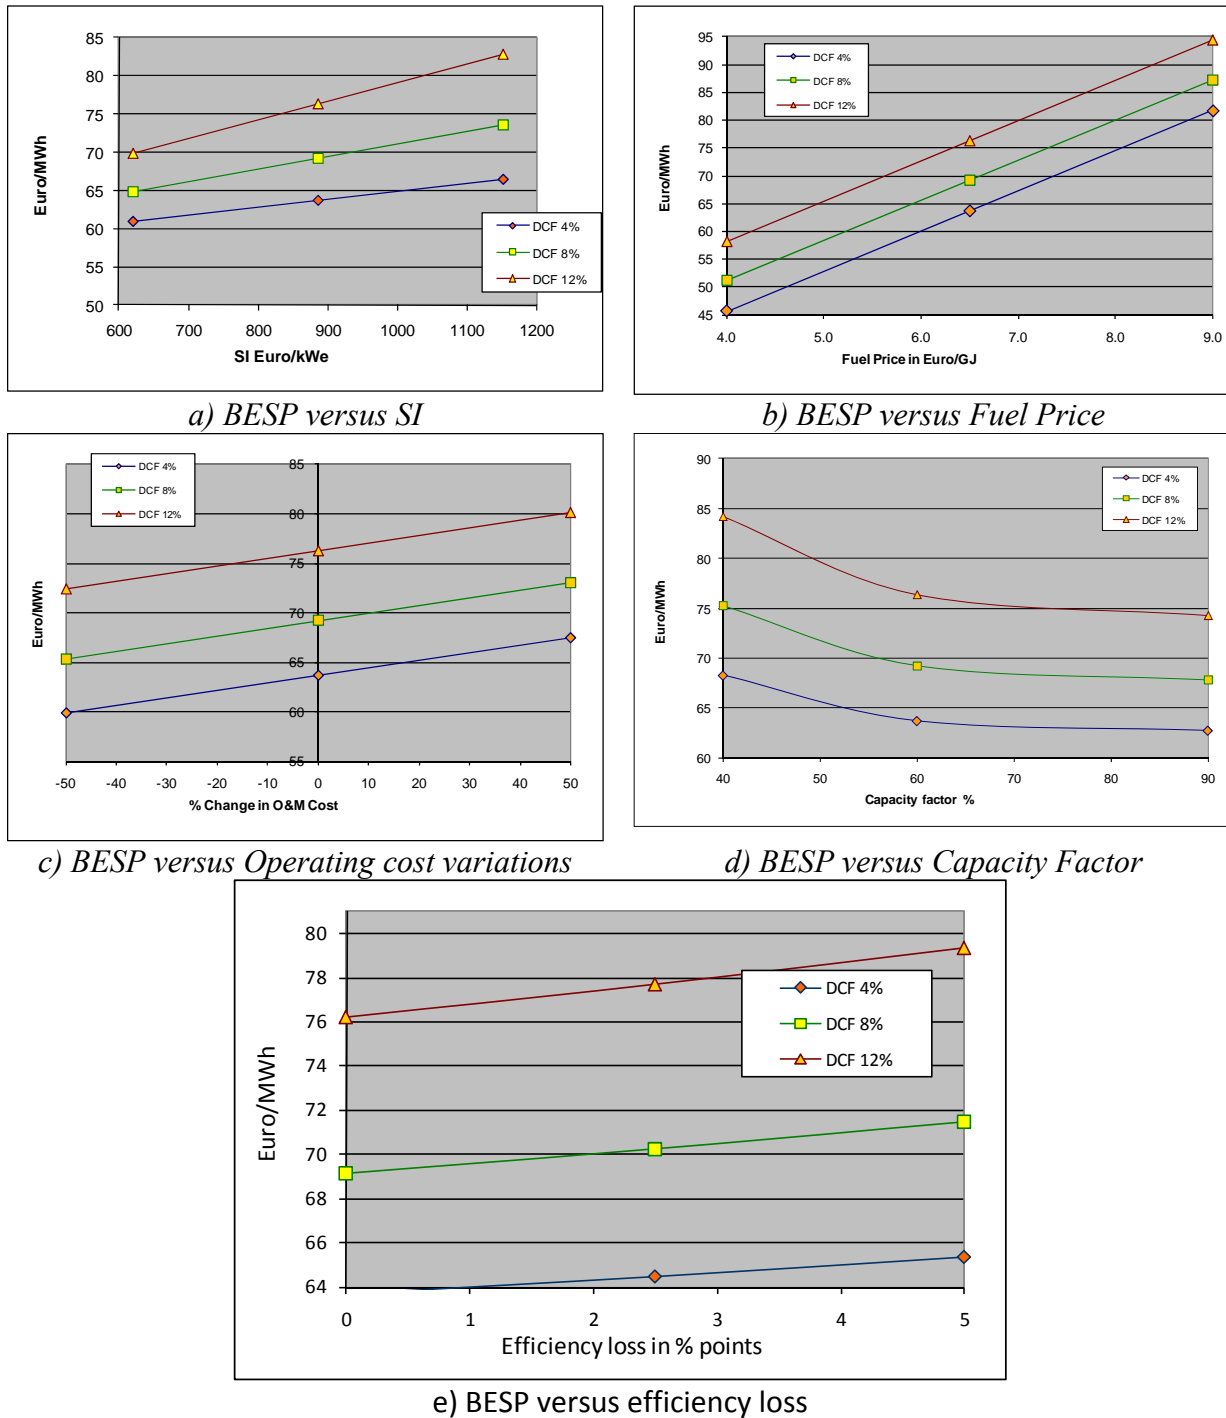 85
80
75
70
65
60
55
50
Euro/MWh
600 700 800 900 1000 1100 1200
SI Euro/kWe
DCF 4%
DCF 8%
DCF 12%
a) BESP versus SI
95
90
85
80
75
70
65
60
55
50
45
Euro/MWh
4.0 5.0 6.0 7.0 8.0 9.0
Fuel Price in Euro/GJ
DCF 4%
DCF 8%
DCF 12%
b) BESP versus Fuel Price
DCF 4%
DCF 8%
DCF 12%
85
80
75
70
65
60
55
Euro/MWh
-50 -40 -30 -20 -10 0 10 20 30 40 50
% Change in O&M Cost
c) BESP versus Operating cost variations
90
85
80
75
70
65
60
Euro/MWh
40 50 60 70 80 90
Capacity factor %
DCF 4%
DCF 8%
DCF 12%
d) BESP versus Capacity Factor
80
78
76
74
72
70
68
66
64
Euro/MWh
0 1 2 3 4 5
Efficiency loss in % points
DCF 4%
DCF 8%
DCF 12%
e) BESP versus efficiency loss